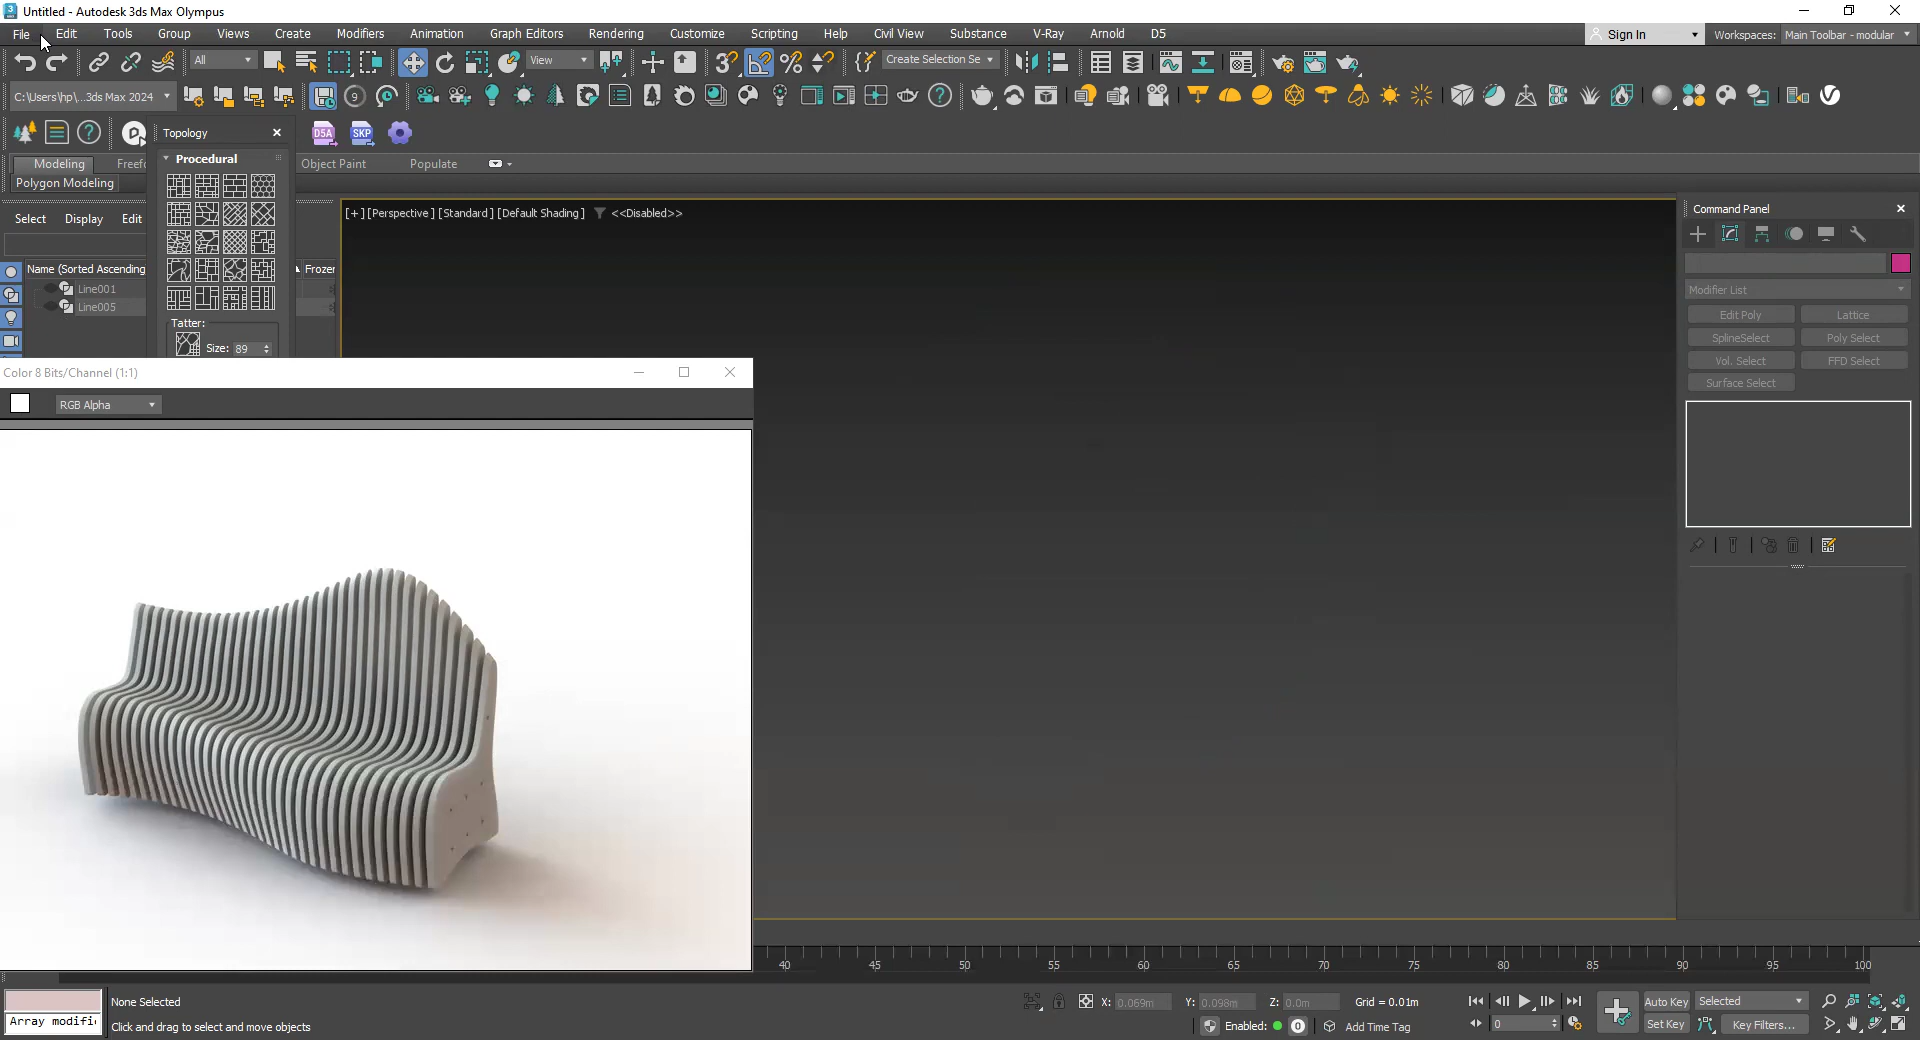 Untitled - Autodesk 3ds Max Olympus
File Edit Tools Group Views Create Modifiers Animation Graph Editors Rendering Customize Scripting Help Civil View Substance V-Ray Arnold D5 Sign In Workspaces: Main Toolbar - modular
All View Create Selection Se
C:\Users\hp\...3ds Max 2024
Topology D5A SKP
Procedural
Modeling Freef Object Paint Populate
Polygon Modeling
Select Display Edit
[+] [Perspective] [Standard] [Default Shading] <<Disabled>>
Command Panel
Name (Sorted Ascending Frozen
Line001
Line005
Modifier List
Edit Poly Lattice
SplineSelect Poly Select
Vol. Select FFD Select
Surface Select
Tatter:
Size: 89
Color 8 Bits/Channel (1:1)
RGB Alpha
40 45 50 55 60 65 70 75 80 85 90 95 100
None Selected
X: 0.069m Y: 0.098m Z: 0.0m Grid = 0.01m
Auto Key Selected
Array modifi
Click and drag to select and move objects
Enabled: 0 Add Time Tag
0
Set Key Key Filters...